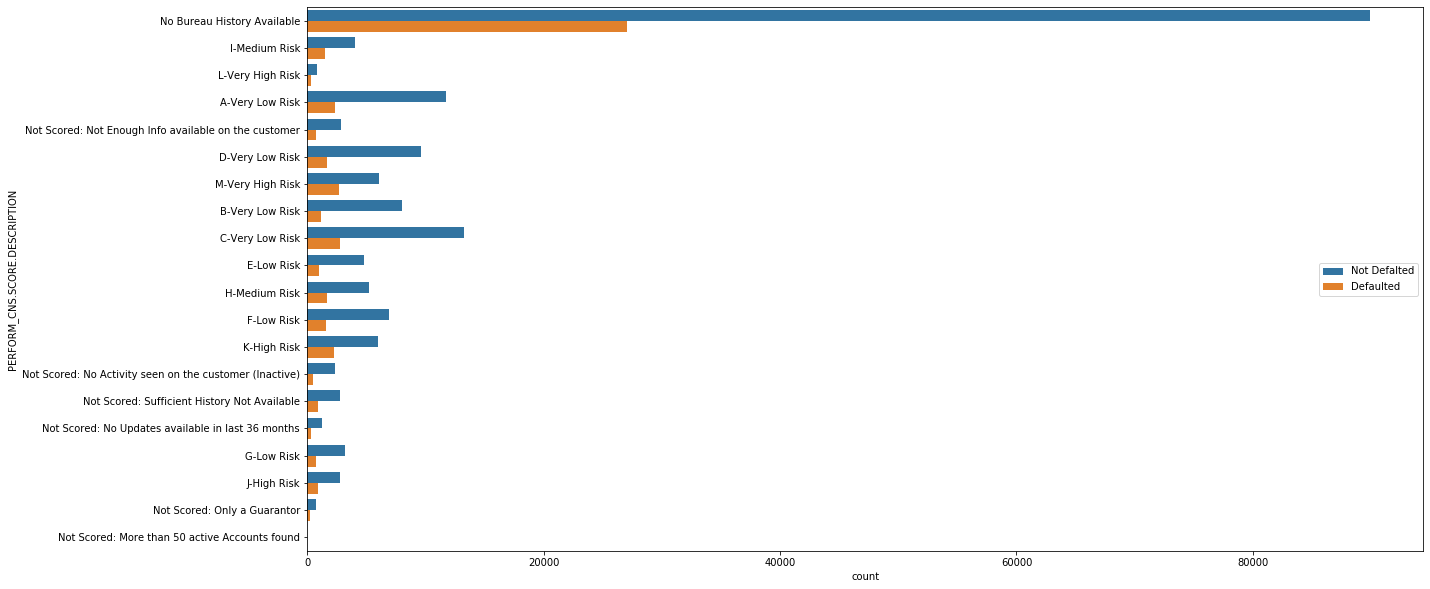 No Bureau History Available
I-Medium Risk
L-Very High Risk
A-Very Low Risk
Not Scored: Not Enough Info available on the customer
D-Very Low Risk
M-Very High Risk
B-Very Low Risk
C-Very Low Risk
E-Low Risk
H-Medium Risk
F-Low Risk
K-High Risk
Not Scored: No Activity seen on the customer (Inactive)
Not Scored: Sufficient History Not Available
Not Scored: No Updates available in last 36 months
G-Low Risk
J-High Risk
Not Scored: Only a Guarantor
Not Scored: More than 50 active Accounts found
PERFORM_CNS.SCORE.DESCRIPTION
Not Defalted
Defaulted
0 20000 40000 60000 80000
count